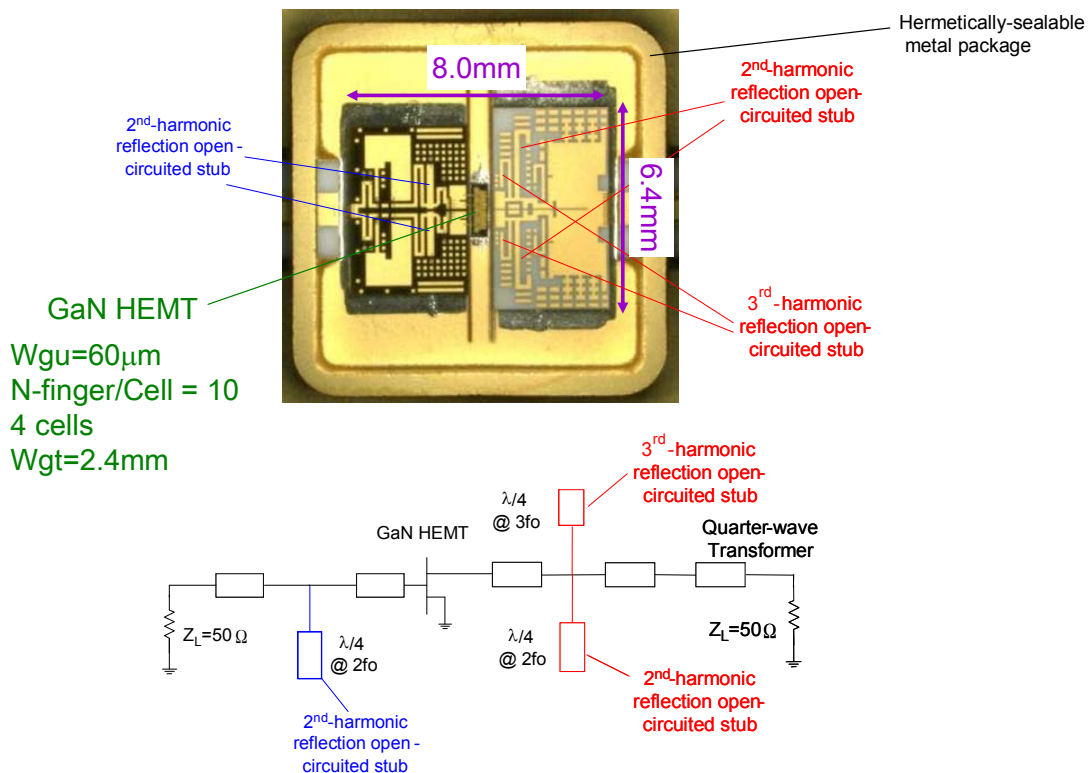 Hermetically-sealable
metal package
8.0mm
2nd-harmonic
reflection open-
circuited stub
2nd-harmonic
reflection open-
circuited stub
6.4mm
3rd-harmonic
reflection open-
circuited stub
GaN HEMT
Wgu=60μm
N-finger/Cell = 10
4 cells
Wgt=2.4mm
3rd-harmonic
reflection open-
circuited stub
λ/4
@ 3fo
Quarter-wave
Transformer
GaN HEMT
ZL=50Ω
λ/4
@ 2fo
λ/4
@ 2fo
ZL=50Ω
2nd-harmonic
reflection open-
circuited stub
2nd-harmonic
reflection open-
circuited stub